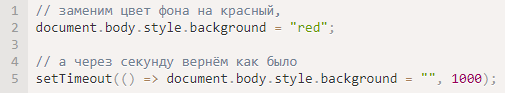 1 // заменим цвет фона на красный,
2 document.body.style.background = "red";
3
4 // а через секунду вернём как было
5 setTimeout(() => document.body.style.background = "", 1000);